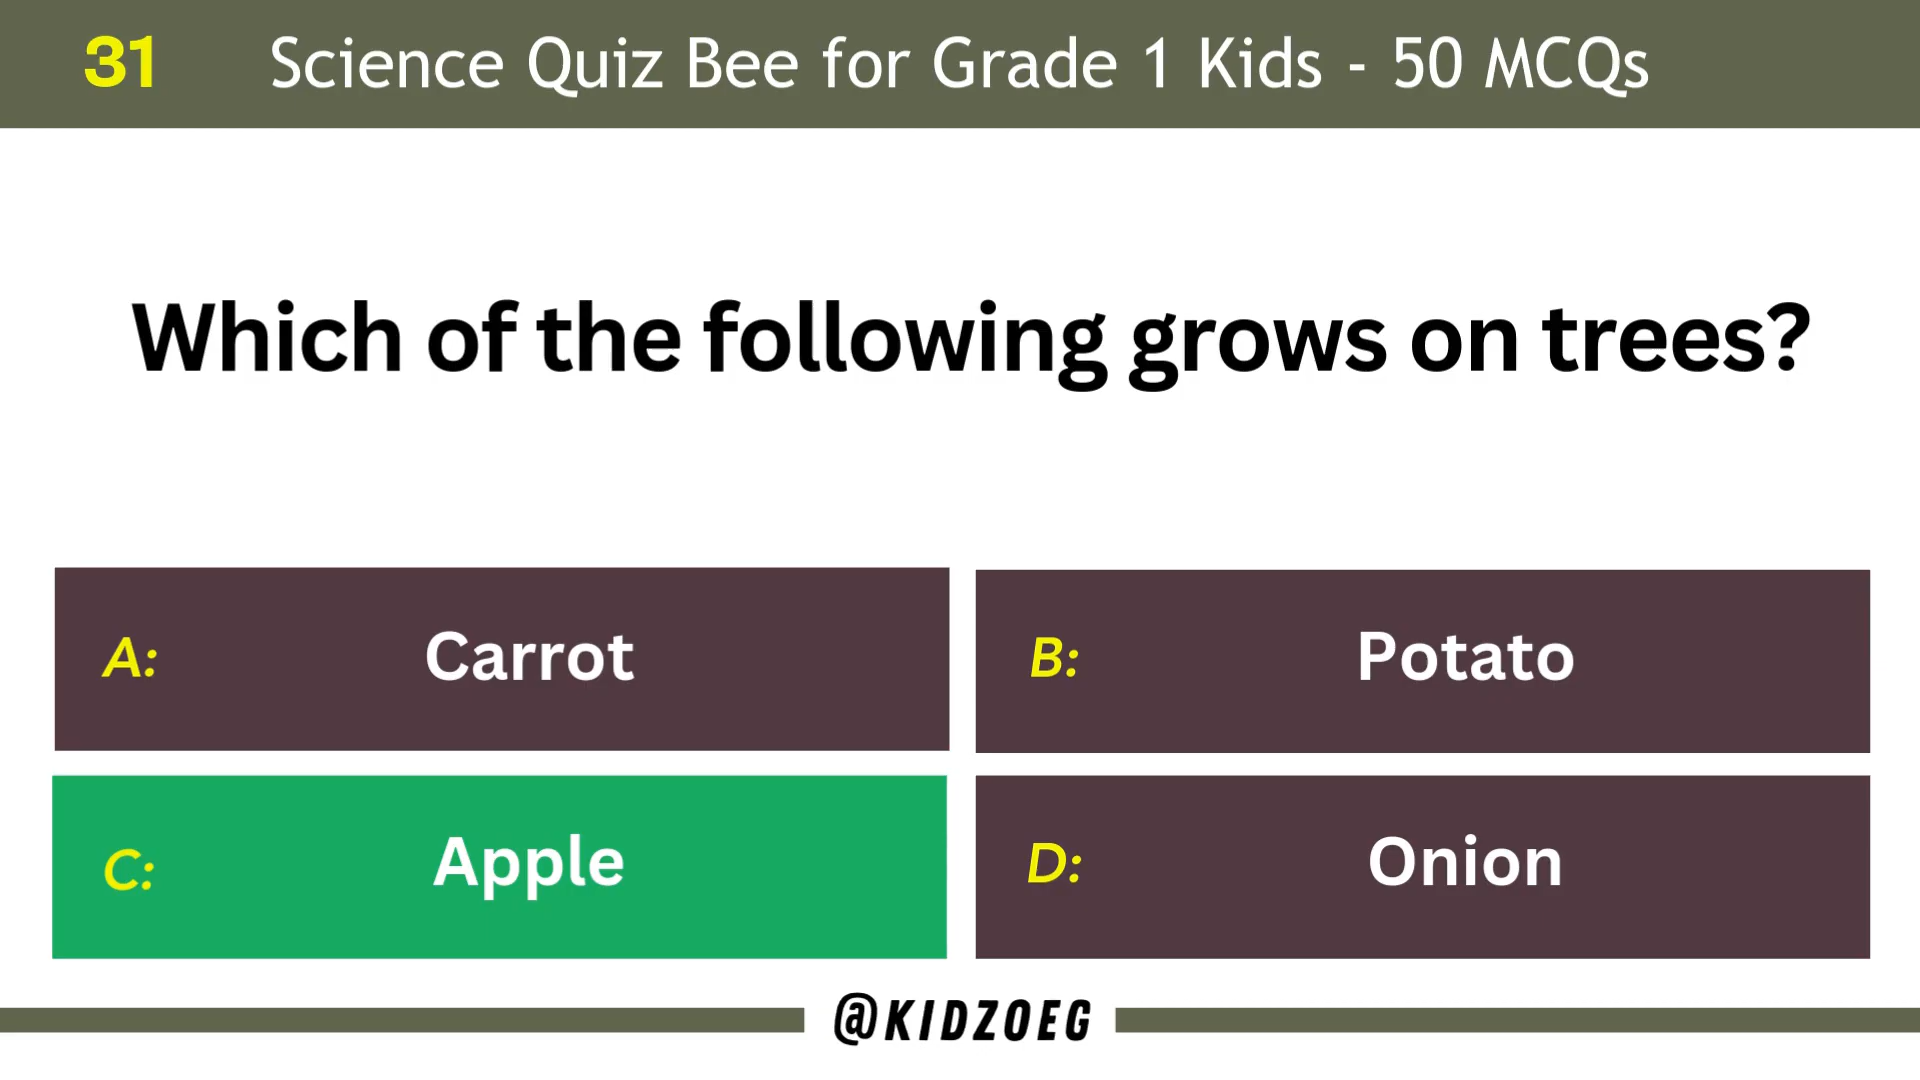 31 Science Quiz Bee for Grade 1 Kids - 50 MCQs
Which of the following grows on trees?
A: Carrot
B: Potato
C: Apple
D: Onion
@KIDZOEG